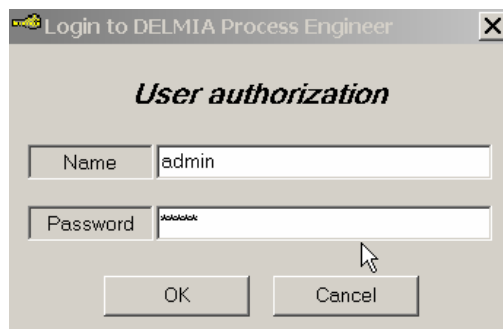 Login to DELMIA Process Engineer
User authorization
Name admin
Password ******
OK Cancel